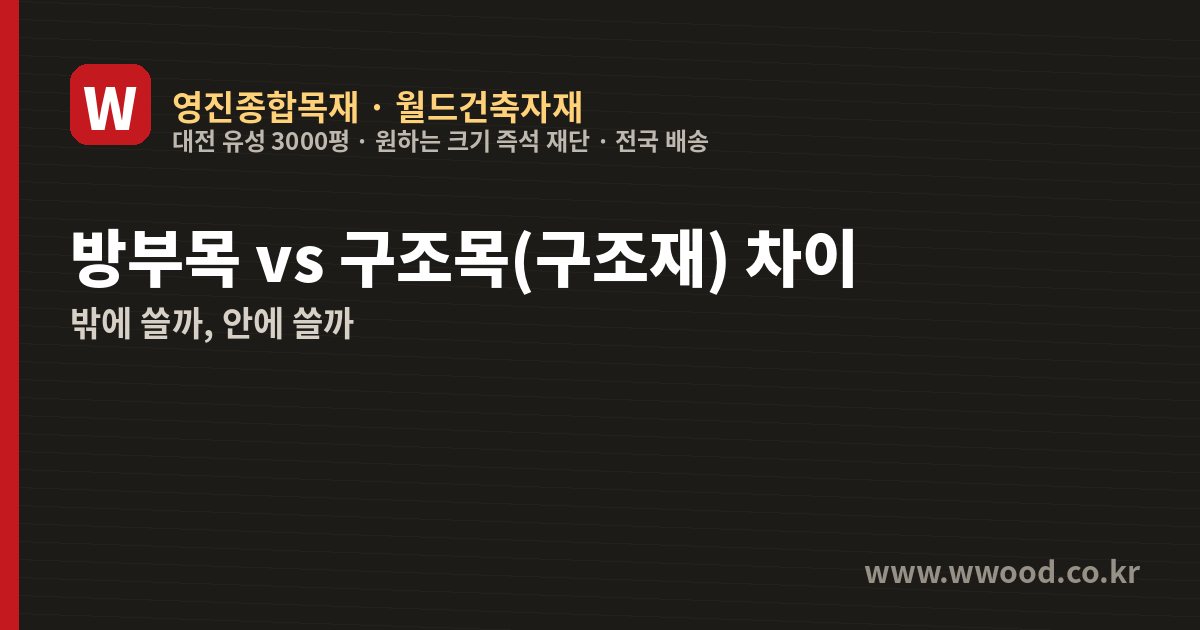 W
영진종합목재 · 월드건축자재
대전 유성 3000평 · 원하는 크기 즉석 재단 · 전국 배송
방부목 vs 구조목(구조재) 차이
밖에 쓸까, 안에 쓸까
www.wwood.co.kr